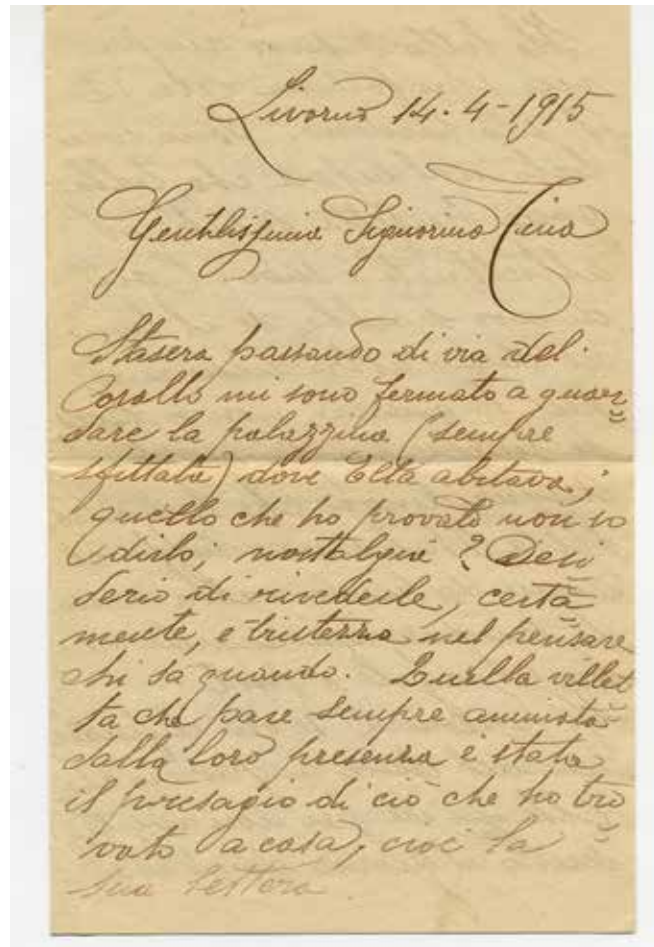 Livorno 14-4-1915
Gentilissima Signorina Tina
Stasera passando di via del
Corallo mi sono fermato a guar=
dare la palazzina (sempre
sfittata) dove Ella abitava;
quello che ho provato non so
dirlo; nostalgia? Desi=
derio di rivederle, certa=
mente, e tristezza nel pensare
chi sa quando. Quella villet=
ta che pare sempre animata
dalla loro presenza è stata
il presagio di ciò che ho tro=
vato a casa, cioè la
sua lettera